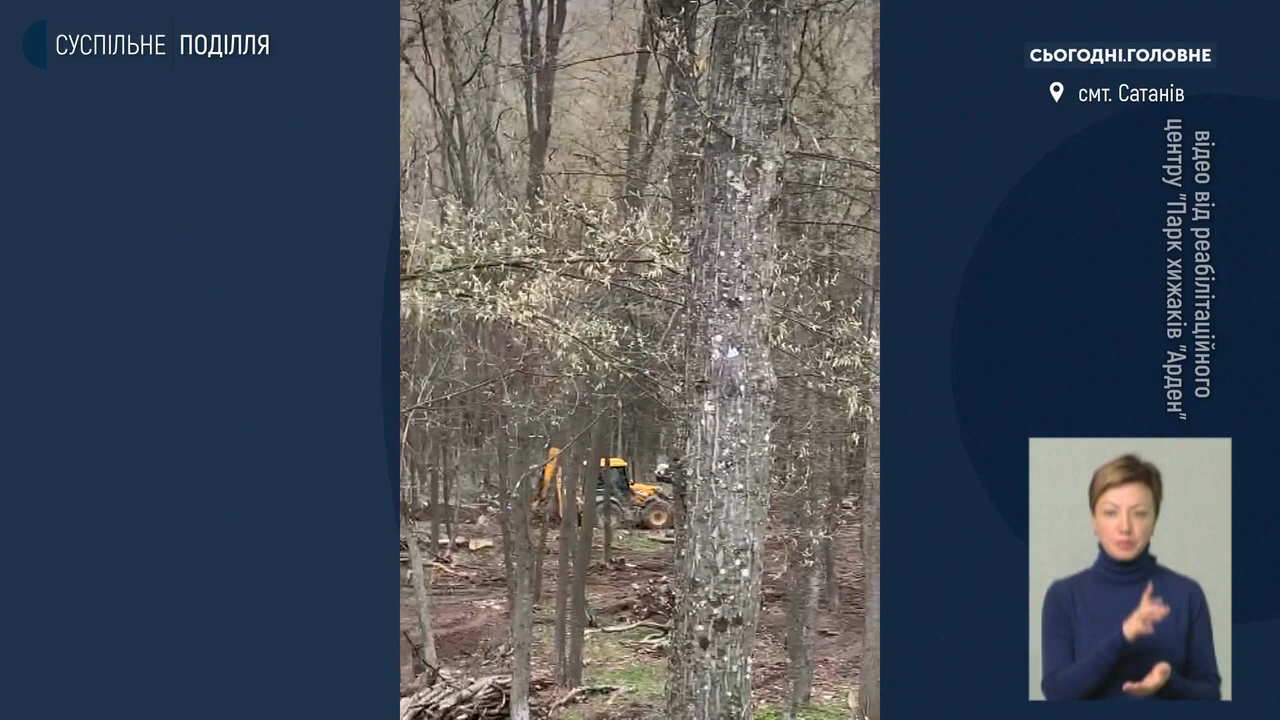 СУСПІЛЬНЕ ПОДІЛЛЯ
СЬОГОДНІ.ГОЛОВНЕ
смт. Сатанів
відео від реабілітаційного
центру "Парк хижаків "Арден"